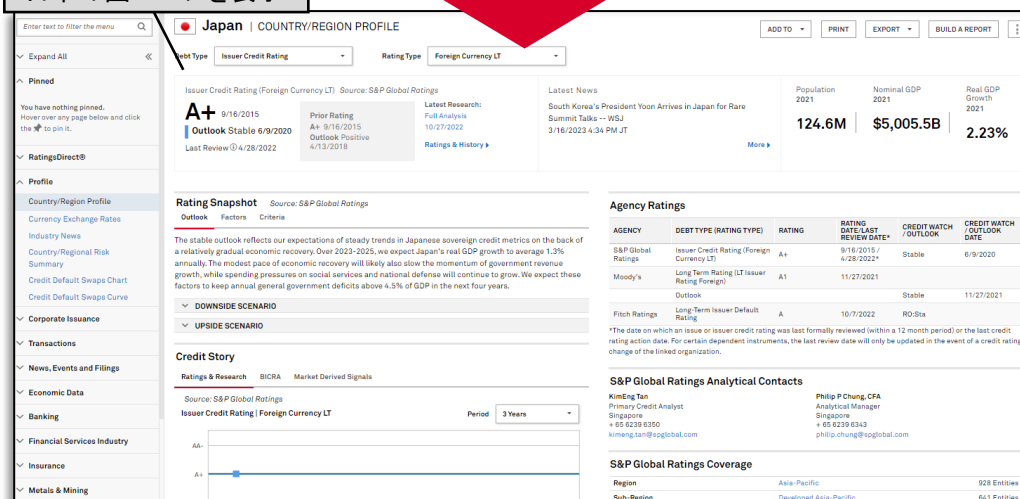 Enter text to filter the menu
Expand All
Pinned
You have nothing pinned.
Hover over any page below and click
the to pin it.
RatingsDirect®
Profile
Country/Region Profile
Currency Exchange Rates
Industry News
Country/Regional Risk
Summary
Credit Default Swaps Chart
Credit Default Swaps Curve
Corporate Issuance
Transactions
News, Events and Filings
Economic Data
Banking
Financial Services Industry
Insurance
Metals & Mining
Japan | COUNTRY/REGION PROFILE
ADD TO
PRINT
EXPORT
BUILD A REPORT
Debt Type
Issuer Credit Rating
Rating Type
Foreign Currency LT
Issuer Credit Rating (Foreign Currency LT) Source: S&P Global Ratings
A+ 9/16/2015
Outlook Stable 6/9/2020
Last Review 4/28/2022
Prior Rating
A+ 9/16/2015
Outlook Positive
4/13/2018
Latest Research:
Full Analysis
10/27/2022
Ratings & History
Latest News
South Korea's President Yoon Arrives in Japan for Rare
Summit Talks -- WSJ
3/16/2023 4:34 PM JT
More
Population
2021
124.6M
Nominal GDP
2021
$5,005.5B
Real GDP
Growth
2021
2.23%
Rating Snapshot Source: S&P Global Ratings
Outlook Factors Criteria
The stable outlook reflects our expectations of steady trends in Japanese sovereign credit metrics on the back of
a relatively gradual economic recovery. Over 2023-2025, we expect Japan's real GDP growth to average 1.3%
annually. The modest pace of economic recovery will likely also slow the momentum of government revenue
growth, while spending pressures on social services and national defense will continue to grow. We expect these
factors to keep annual general government deficits above 4.5% of GDP in the next four years.
DOWNSIDE SCENARIO
UPSIDE SCENARIO
Credit Story
Ratings & Research BICRA Market Derived Signals
Source: S&P Global Ratings
Issuer Credit Rating | Foreign Currency LT
Period
3 Years
AA-
A+
Agency Ratings
AGENCY
DEBT TYPE (RATING TYPE)
RATING
RATING
DATE/LAST
REVIEW DATE*
CREDIT WATCH
/ OUTLOOK
CREDIT WATCH
/ OUTLOOK
DATE
S&P Global
Ratings
Issuer Credit Rating (Foreign
Currency LT)
A+
9/16/2015 /
4/28/2022*
Stable
6/9/2020
Moody's
Long Term Rating (LT Issuer
Rating Foreign)
A1
11/27/2021
Outlook
Stable
11/27/2021
Fitch Ratings
Long-Term Issuer Default
Rating
A
10/7/2022
RO:Sta
*The date on which an issue or issuer credit rating was last formally reviewed (within a 12 month period) or the last credit
rating action date. For certain dependent instruments, the last review date will only be updated in the event of a credit rating
change of the linked organization.
S&P Global Ratings Analytical Contacts
KimEng Tan
Primary Credit Analyst
Singapore
+ 65 6239 6350
kimeng.tan@spglobal.com
Philip P Chung, CFA
Analytical Manager
Singapore
+ 65 6239 6343
philip.chung@spglobal.com
S&P Global Ratings Coverage
Region
Asia-Pacific
928 Entities
Sub-Region
Developed Asia-Pacific
641 Entities